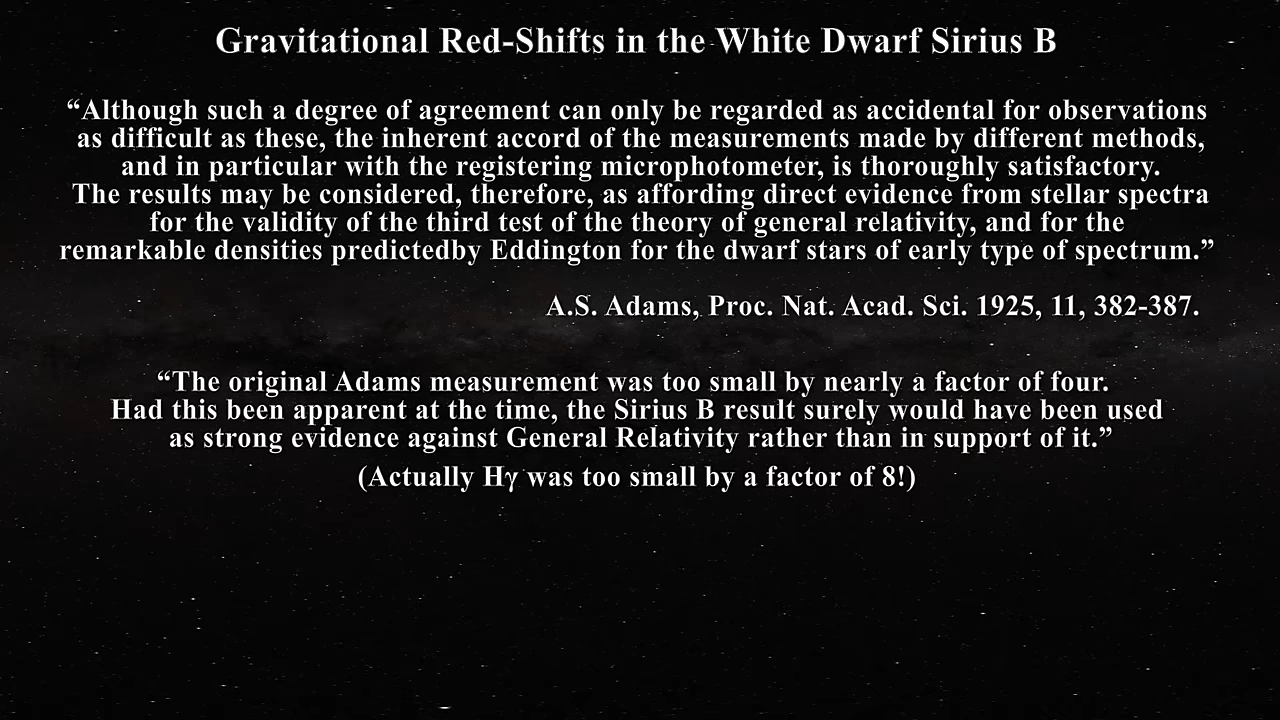 Gravitational Red-Shifts in the White Dwarf Sirius B
“Although such a degree of agreement can only be regarded as accidental for observations
as difficult as these, the inherent accord of the measurements made by different methods,
and in particular with the registering microphotometer, is thoroughly satisfactory.
The results may be considered, therefore, as affording direct evidence from stellar spectra
for the validity of the third test of the theory of general relativity, and for the
remarkable densities predictedby Eddington for the dwarf stars of early type of spectrum.”
A.S. Adams, Proc. Nat. Acad. Sci. 1925, 11, 382-387.
“The original Adams measurement was too small by nearly a factor of four.
Had this been apparent at the time, the Sirius B result surely would have been used
as strong evidence against General Relativity rather than in support of it.”
(Actually Hγ was too small by a factor of 8!)